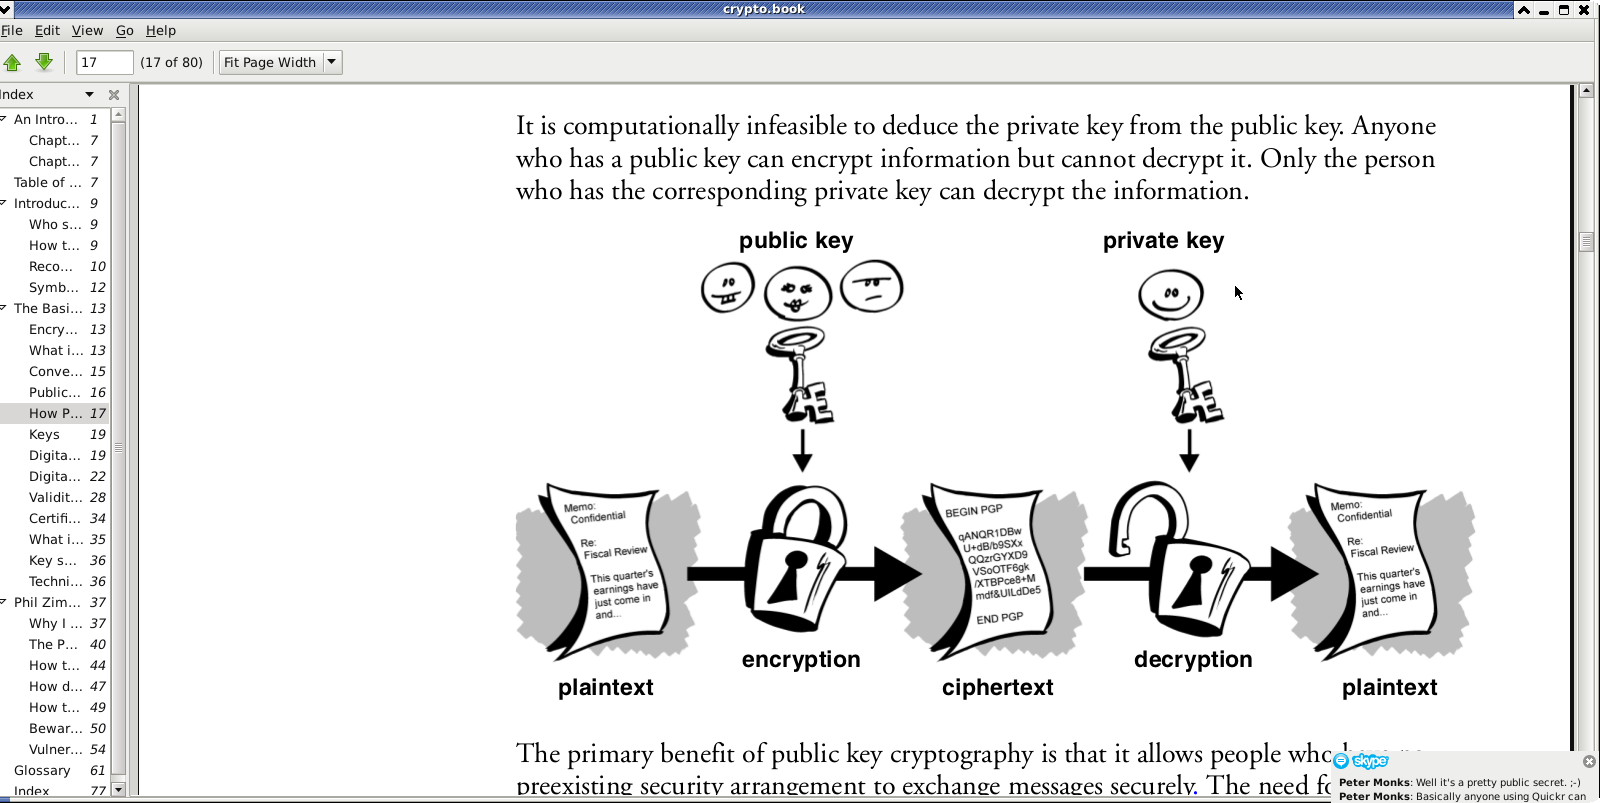 crypto.book
File Edit View Go Help
17 (17 of 80) Fit Page Width
Index
An Intro... 1
Chapt... 7
Chapt... 7
Table of ... 7
Introduc... 9
Who s... 9
How t... 9
Reco... 10
Symb... 12
The Basi... 13
Encry... 13
What i... 13
Conve... 15
Public... 16
How P... 17
Keys 19
Digita... 19
Digita... 22
Validit... 28
Certifi... 34
What i... 35
Key s... 36
Techni... 36
Phil Zim... 37
Why I ... 37
The P... 40
How t... 44
How d... 47
How t... 49
Bewar... 50
Vulner... 54
Glossary 61
Index 77
It is computationally infeasible to deduce the private key from the public key. Anyone
who has a public key can encrypt information but cannot decrypt it. Only the person
who has the corresponding private key can decrypt the information.
public key
private key
Memo:
Confidential
Re:
Fiscal Review
This quarter's
earnings have
just come in
and...
BEGIN PGP
qANQR1DBw
U+dB/b9SXx
QQzrGYXD9
VSoOTF6gk
/XTBPce8+M
mdf&UILdDe5
END PGP
Memo:
Confidential
Re:
Fiscal Review
This quarter's
earnings have
just come in
and...
encryption
decryption
plaintext
ciphertext
plaintext
The primary benefit of public key cryptography is that it allows people who
preexisting security arrangement to exchange messages securely. The need
skype
Peter Monks: Well it's a pretty public secret. ;-)
Peter Monks: Basically anyone using Quickr can